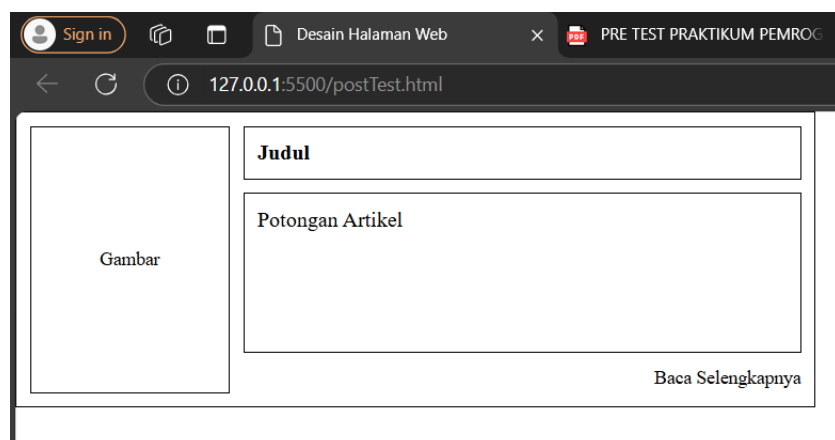 Sign in
Desain Halaman Web
PDF
PRE TEST PRAKTIKUM PEMROG
127.0.0.1:5500/postTest.html
Judul
Gambar
Potongan Artikel
Baca Selengkapnya